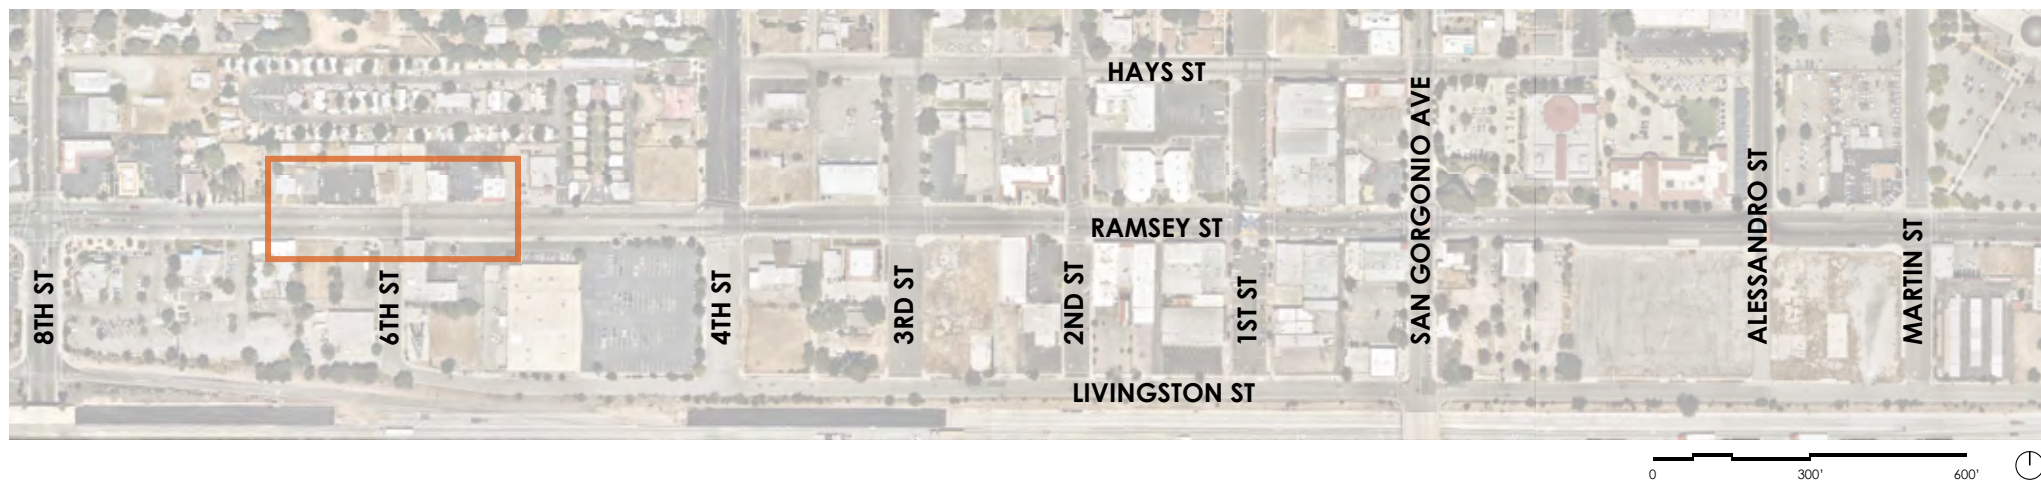 HAYS ST
RAMSEY ST
8TH ST
6TH ST
4TH ST
3RD ST
2ND ST
1ST ST
SAN GORGONIO AVE
ALESSANDRO ST
MARTIN ST
LIVINGSTON ST
0 300' 600'